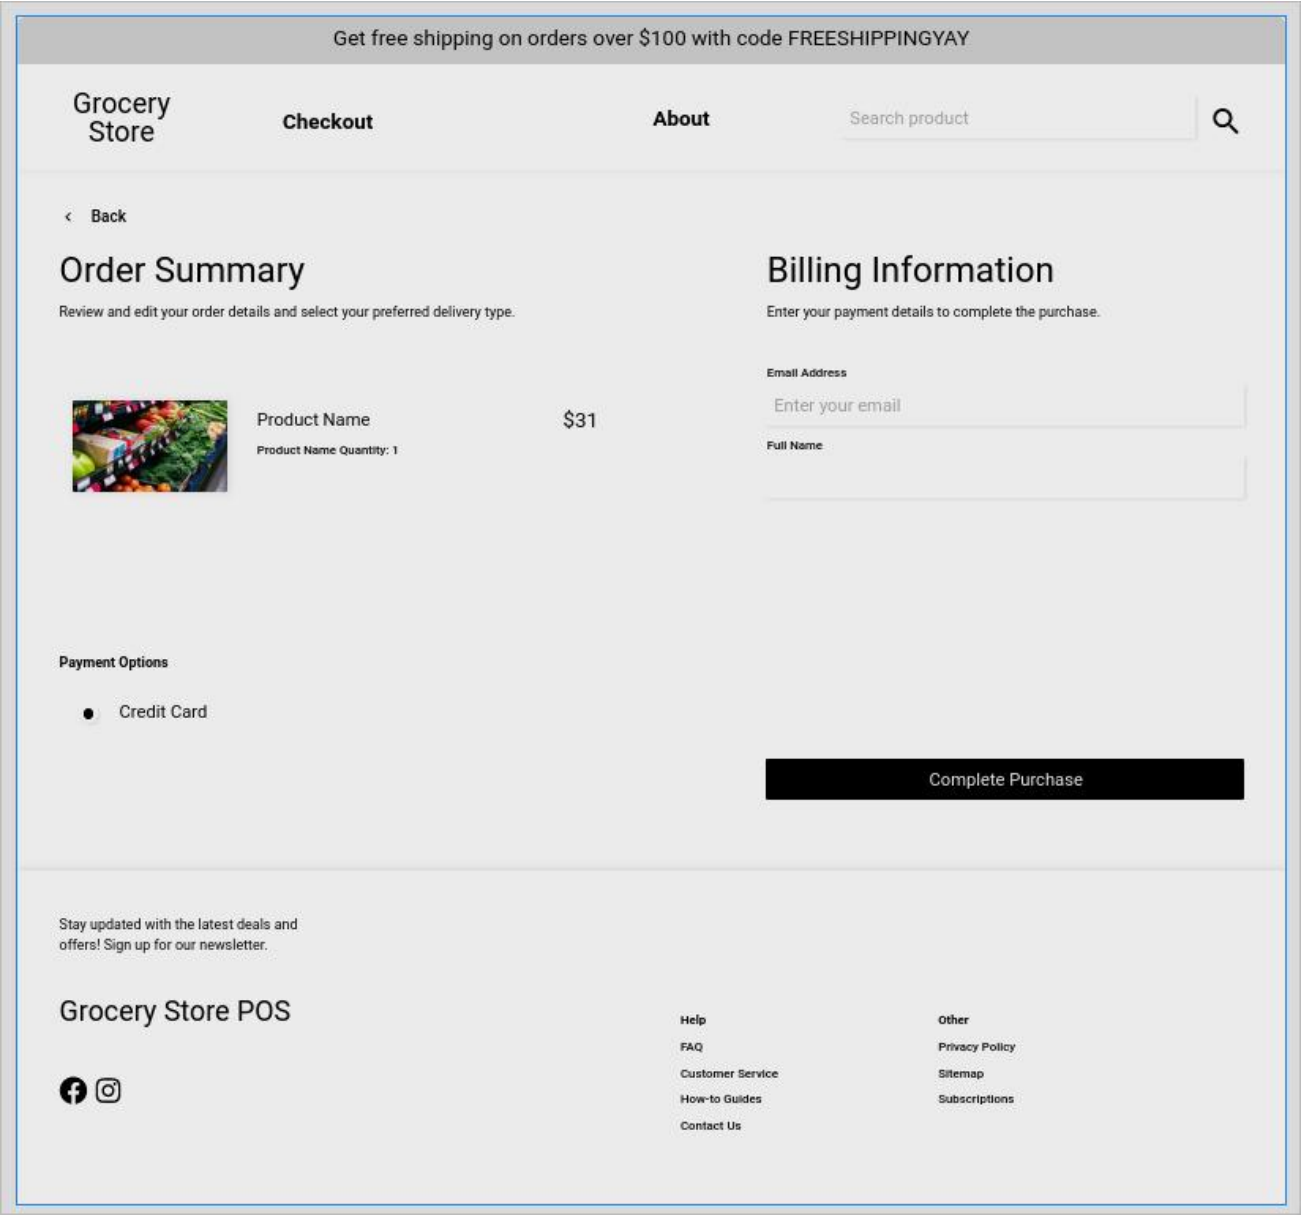 Get free shipping on orders over $100 with code FREESHIPPINGYAY
Grocery
Store
Checkout
About
Search product
Back
Order Summary
Review and edit your order details and select your preferred delivery type.
Product Name
$31
Product Name Quantity: 1
Payment Options
Credit Card
Billing Information
Enter your payment details to complete the purchase.
Email Address
Enter your email
Full Name
Complete Purchase
Stay updated with the latest deals and
offers! Sign up for our newsletter.
Grocery Store POS
Help
FAQ
Customer Service
How-to Guides
Contact Us
Other
Privacy Policy
Sitemap
Subscriptions